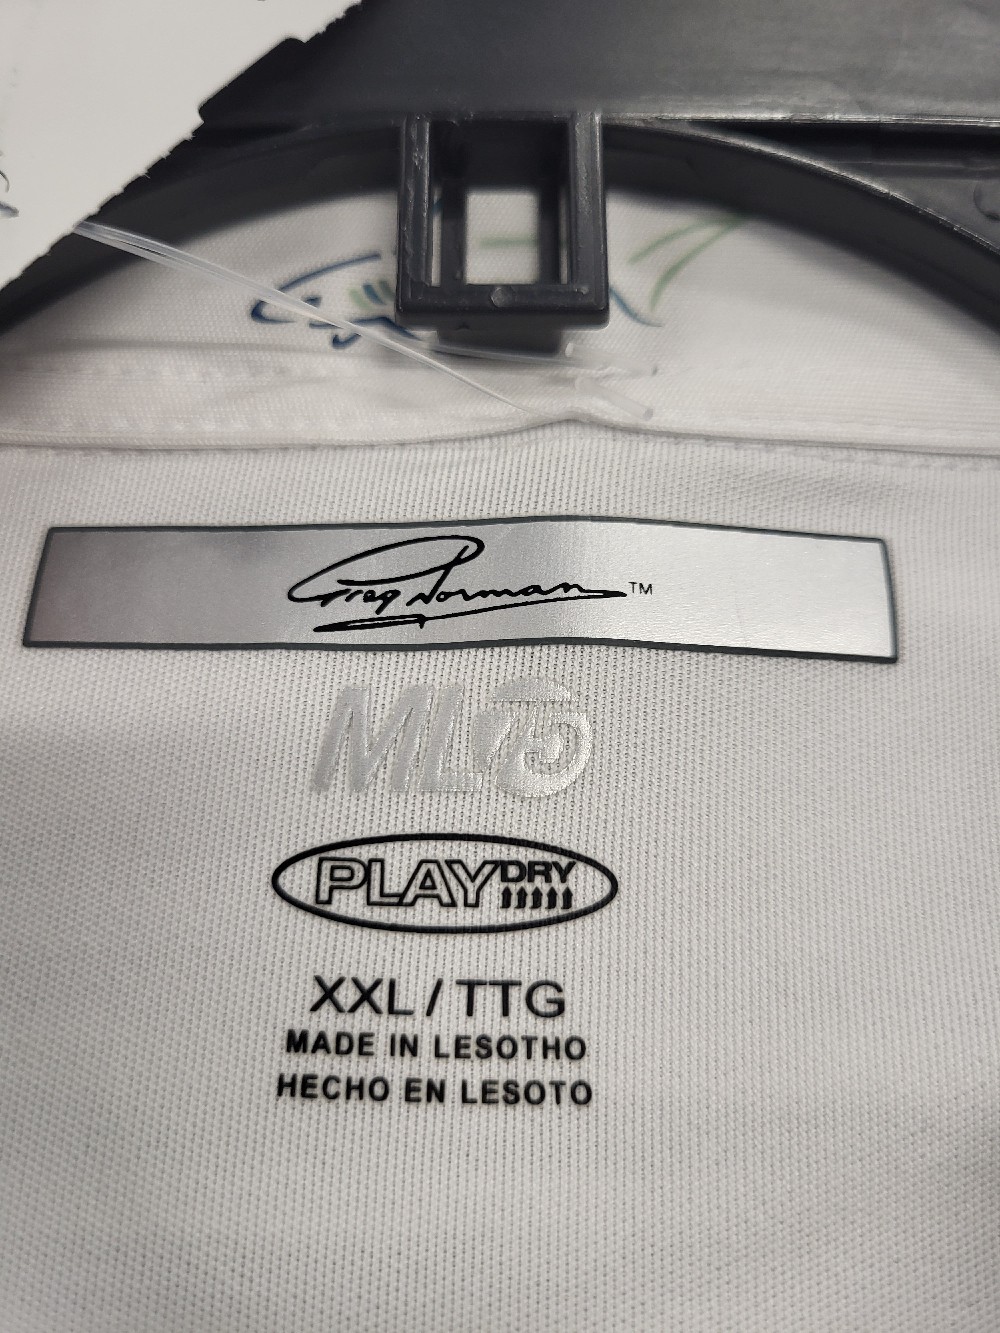 Greg Norman™
ML75
PLAYDRY
XXL/TTG
MADE IN LESOTHO
HECHO EN LESOTO